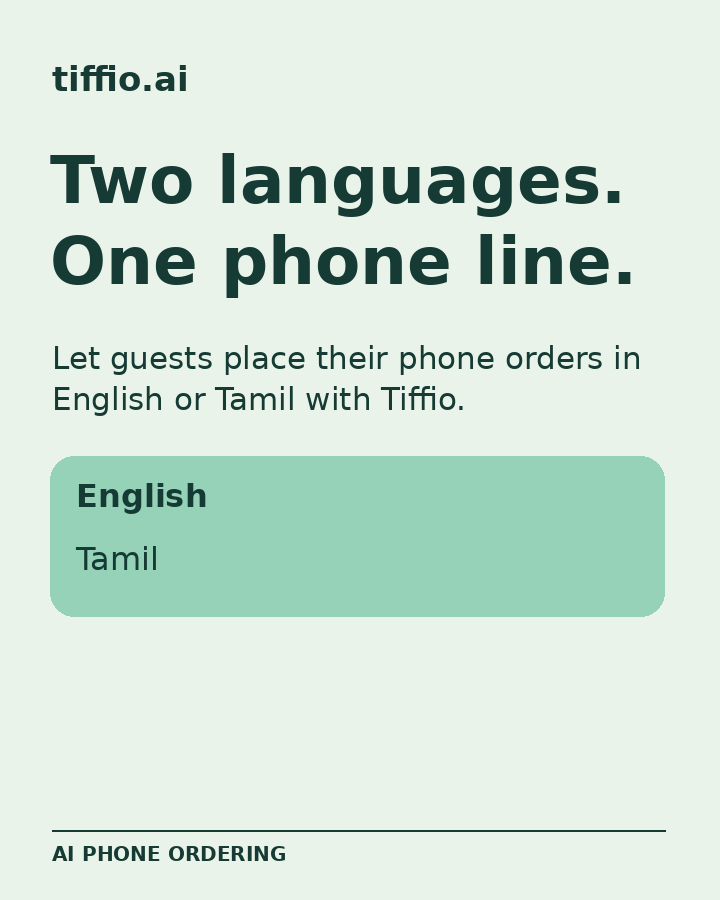 tiffio.ai
Two languages.
One phone line.
Let guests place their phone orders in
English or Tamil with Tiffio.
English
Tamil
AI PHONE ORDERING